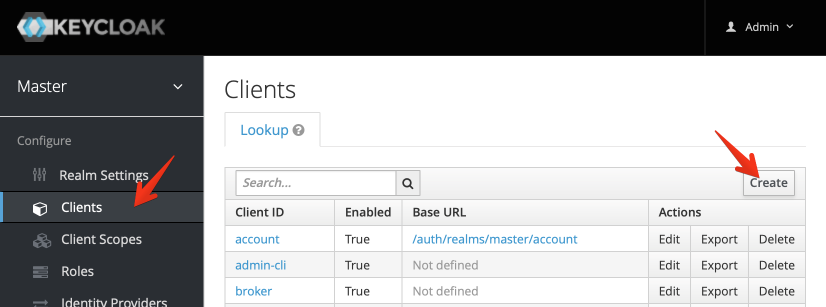 KEYCLOAK
Admin
Master
Configure
Realm Settings
Clients
Client Scopes
Roles
Identity Providers
Clients
Lookup
Search...
Create
Client ID Enabled Base URL Actions
account True /auth/realms/master/account Edit Export Delete
admin-cli True Not defined Edit Export Delete
broker True Not defined Edit Export Delete